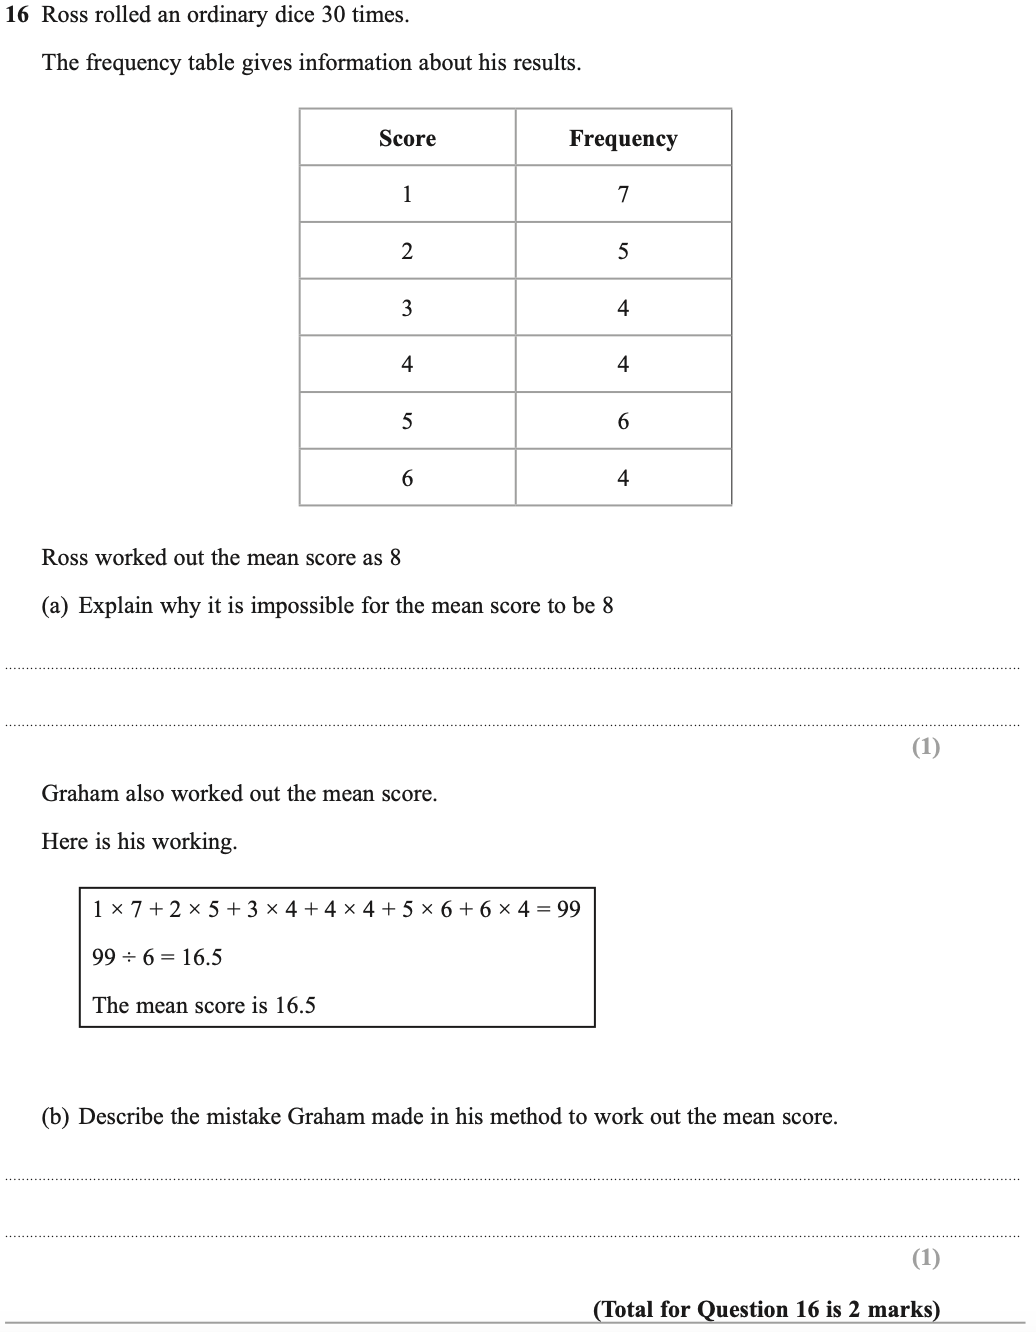 16 Ross rolled an ordinary dice 30 times.
The frequency table gives information about his results.
Score Frequency
1 7
2 5
3 4
4 4
5 6
6 4
Ross worked out the mean score as 8
(a) Explain why it is impossible for the mean score to be 8
(1)
Graham also worked out the mean score.
Here is his working.
1 × 7 + 2 × 5 + 3 × 4 + 4 × 4 + 5 × 6 + 6 × 4 = 99
99 ÷ 6 = 16.5
The mean score is 16.5
(b) Describe the mistake Graham made in his method to work out the mean score.
(1)
(Total for Question 16 is 2 marks)